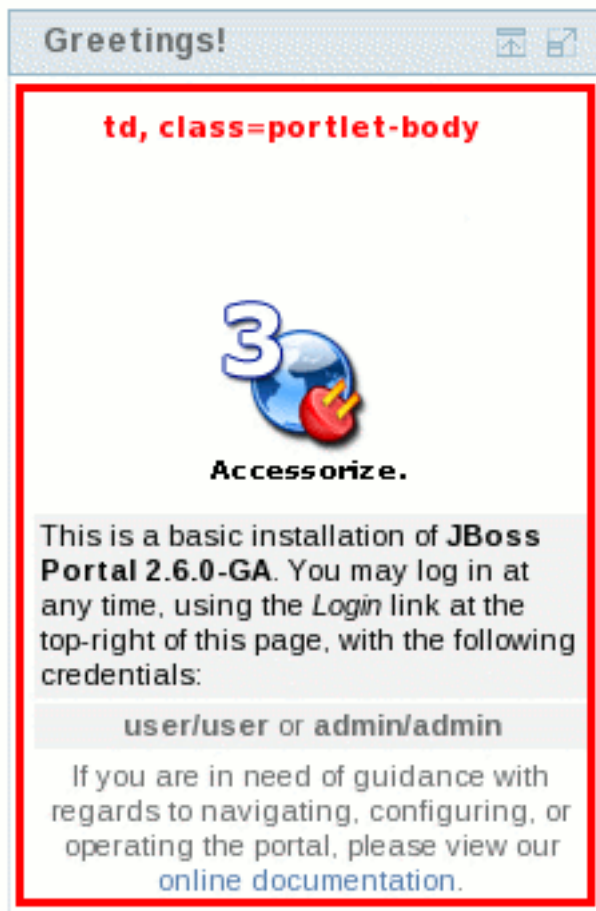 Greetings!
td, class=portlet-body
3
Accessorize.
This is a basic installation of JBoss
Portal 2.6.0-GA. You may log in at
any time, using the Login link at the
top-right of this page, with the following
credentials:
user/user or admin/admin
If you are in need of guidance with
regards to navigating, configuring, or
operating the portal, please view our
online documentation.